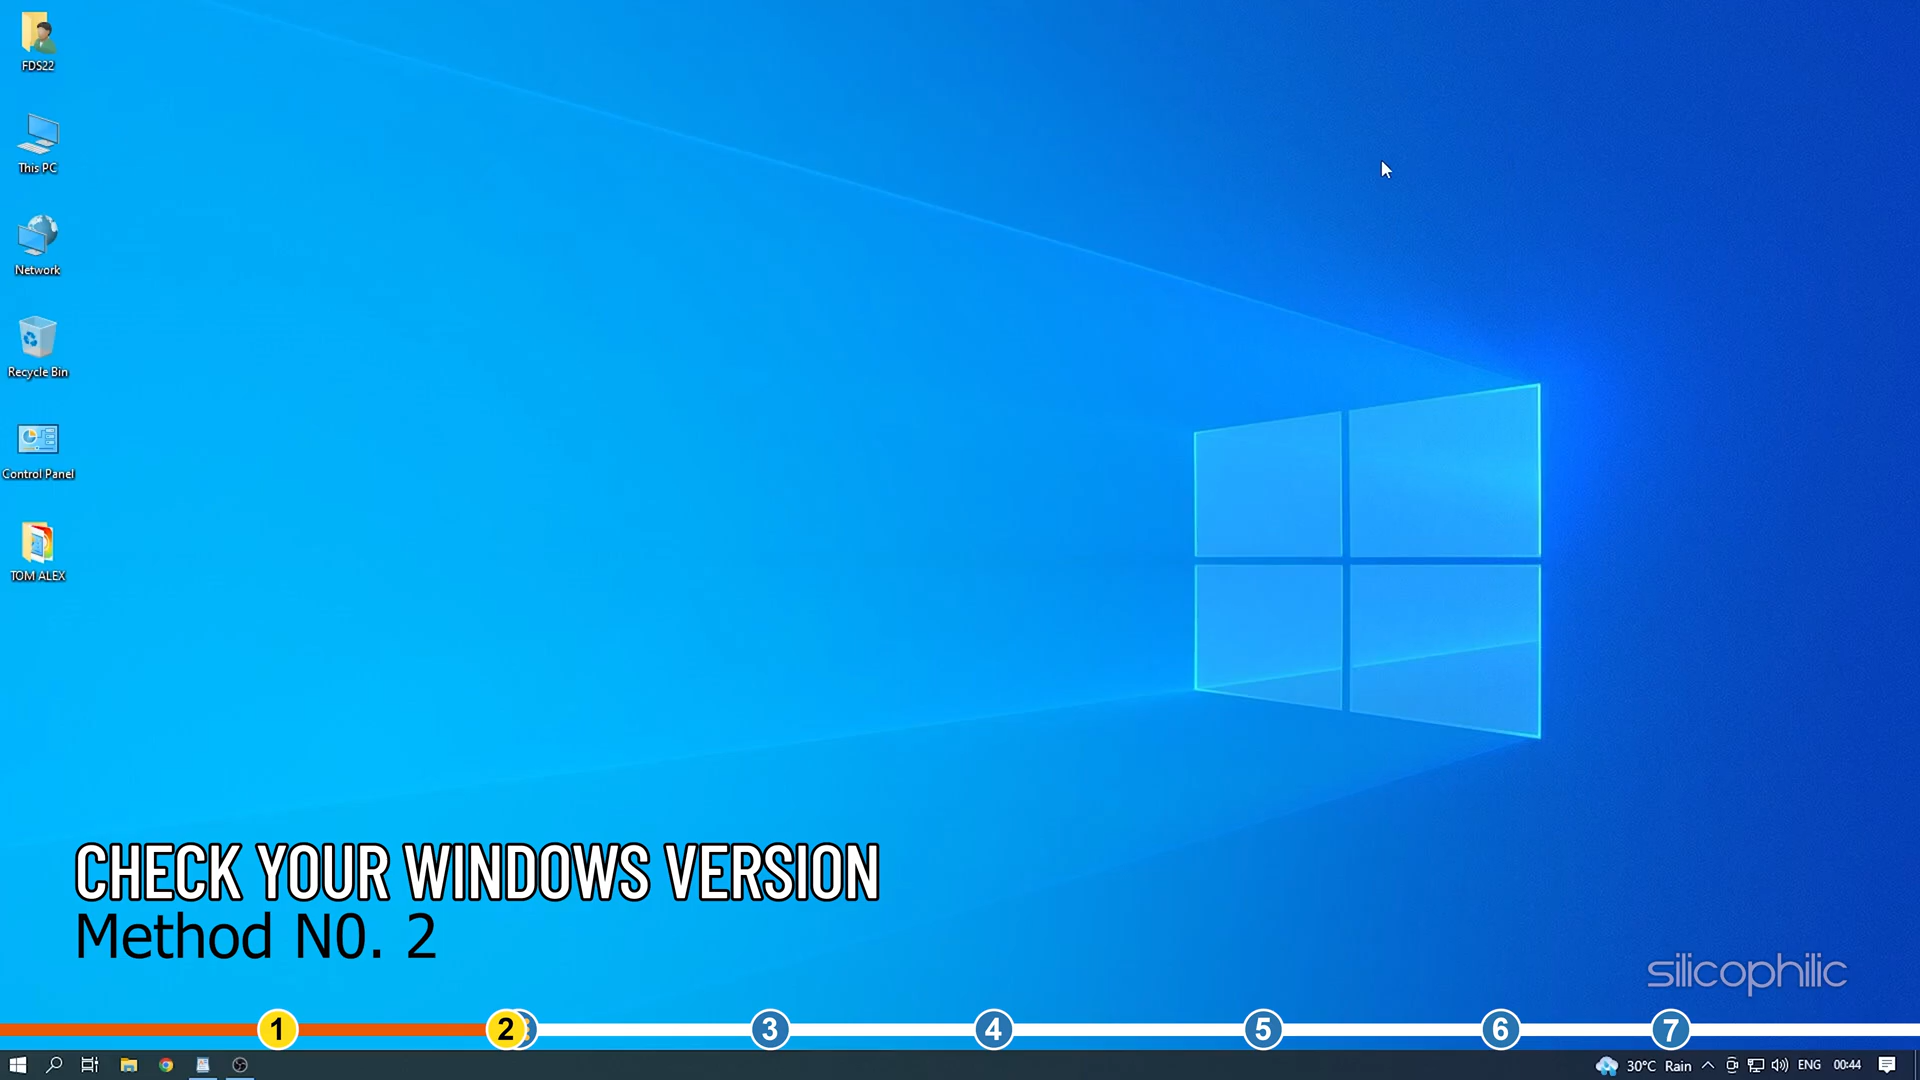 FDS22
This PC
Network
Recycle Bin
Control Panel
TOM ALEX
CHECK YOUR WINDOWS VERSION
Method N0. 2
silicophilic
1 2 3 4 5 6 7
30°C Rain ENG 00:44